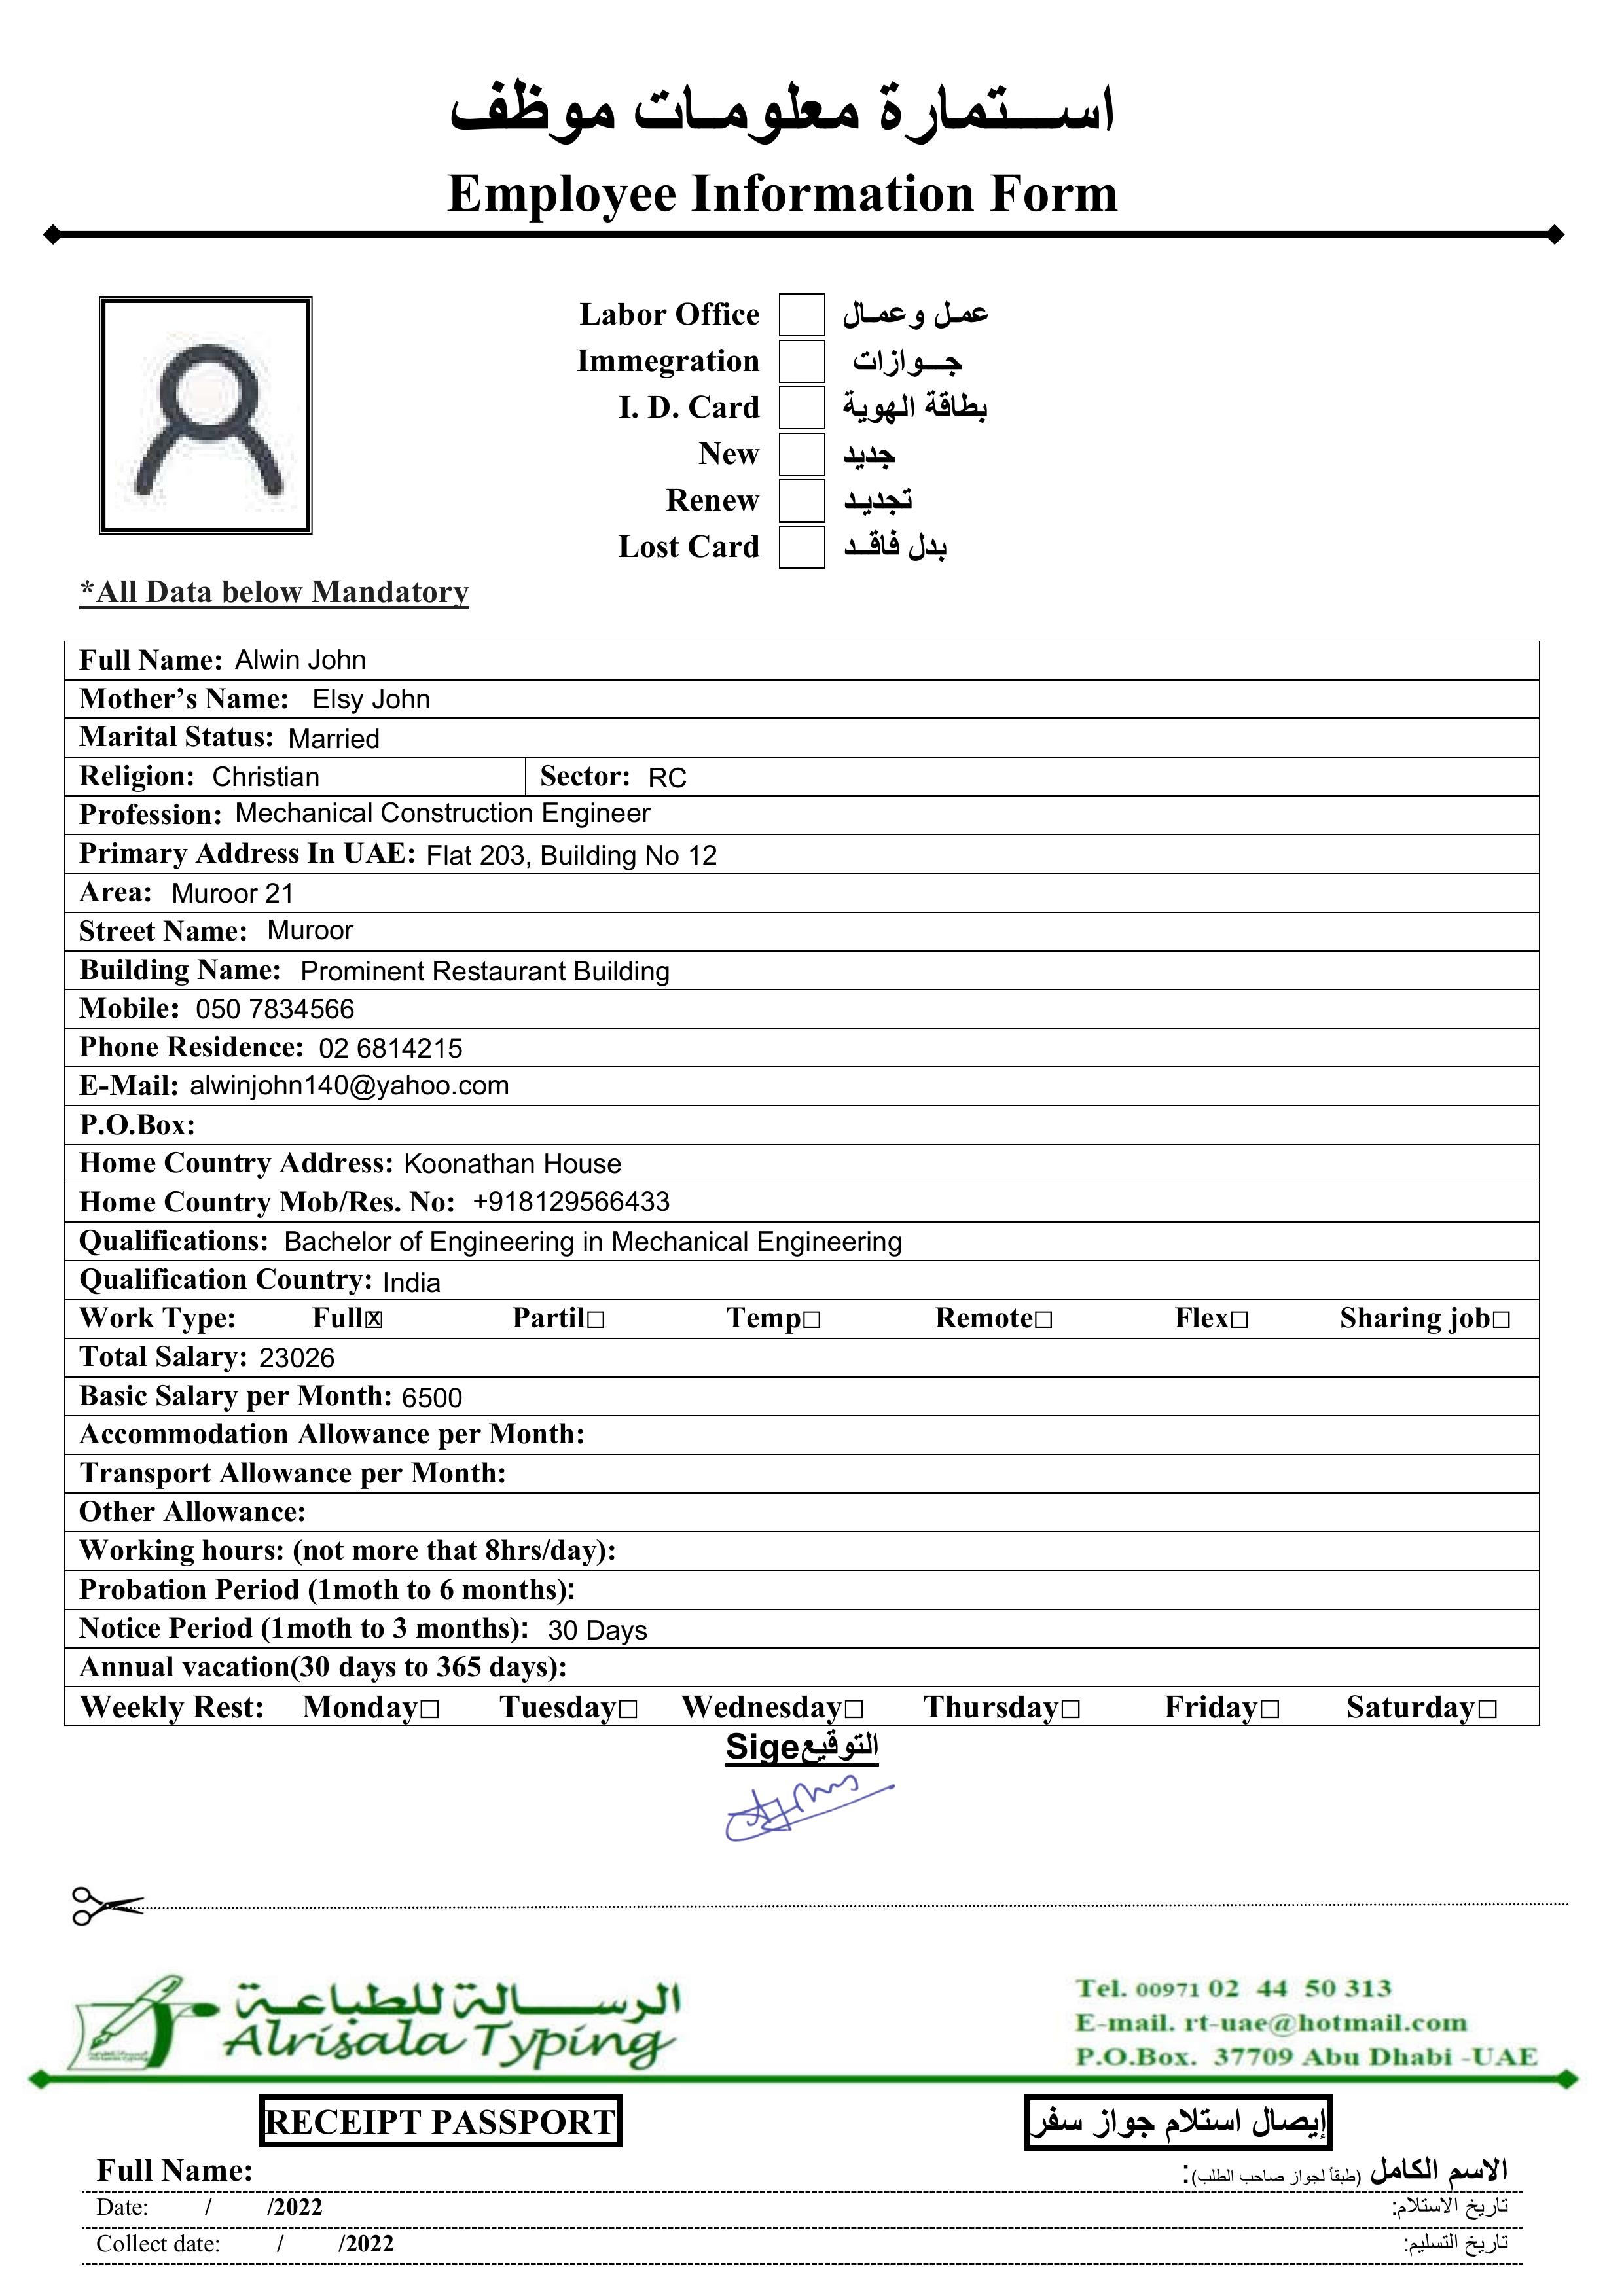 استمارة معلومات موظف
Employee Information Form
Labor Office عمل وعمال
Immegration جوازات
I. D. Card بطاقة الهوية
New جديد
Renew تجديد
Lost Card بدل فاقد
*All Data below Mandatory
Full Name: Alwin John
Mother’s Name: Elsy John
Marital Status: Married
Religion: Christian Sector: RC
Profession: Mechanical Construction Engineer
Primary Address In UAE: Flat 203, Building No 12
Area: Muroor 21
Street Name: Muroor
Building Name: Prominent Restaurant Building
Mobile: 050 7834566
Phone Residence: 02 6814215
E-Mail: alwinjohn140@yahoo.com
P.O.Box:
Home Country Address: Koonathan House
Home Country Mob/Res. No: +918129566433
Qualifications: Bachelor of Engineering in Mechanical Engineering
Qualification Country: India
Work Type: Full☒ Partil☐ Temp☐ Remote☐ Flex☐ Sharing job☐
Total Salary: 23026
Basic Salary per Month: 6500
Accommodation Allowance per Month:
Transport Allowance per Month:
Other Allowance:
Working hours: (not more that 8hrs/day):
Probation Period (1moth to 6 months):
Notice Period (1moth to 3 months): 30 Days
Annual vacation(30 days to 365 days):
Weekly Rest: Monday☐ Tuesday☐ Wednesday☐ Thursday☐ Friday☐ Saturday☐
Sigeالتوقيع
الرسالة للطباعة
Alrisala Typing
Tel. 00971 02 44 50 313
E-mail. rt-uae@hotmail.com
P.O.Box. 37709 Abu Dhabi -UAE
RECEIPT PASSPORT إيصال استلام جواز سفر
Full Name: الاسم الكامل (طبقاً لجواز صاحب الطلب):
Date: / /2022 تاريخ الاستلام:
Collect date: / /2022 تاريخ التسليم: